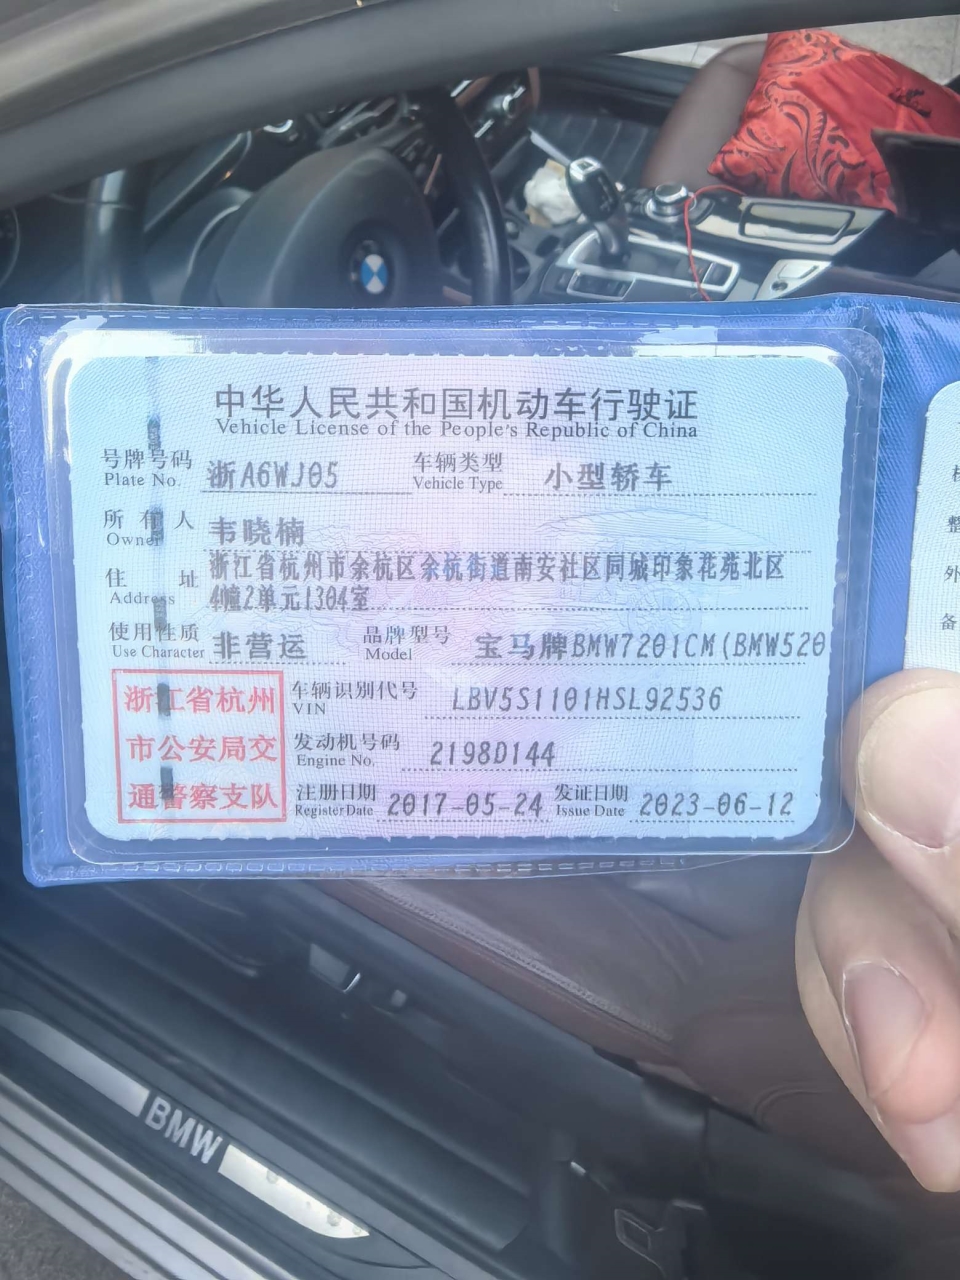 中华人民共和国机动车行驶证
Vehicle License of the People's Republic of China
号牌号码 浙A6WJ05 车辆类型 小型轿车
Plate No. Vehicle Type
所有人 韦晓楠
Owner
住址 浙江省杭州市余杭区余杭街道南安社区同城印象花苑北区
Address 4幢2单元1304室
使用性质 非营运 品牌型号 宝马牌BMW7201CM(BMW520
Use Character Model
浙江省杭州 车辆识别代号 LBV5S1101HSL92536
VIN
市公安局交 发动机号码 2198D144
Engine No.
通警察支队 注册日期 2017-05-24 发证日期 2023-06-12
Register Date Issue Date
整
外
备
BMW